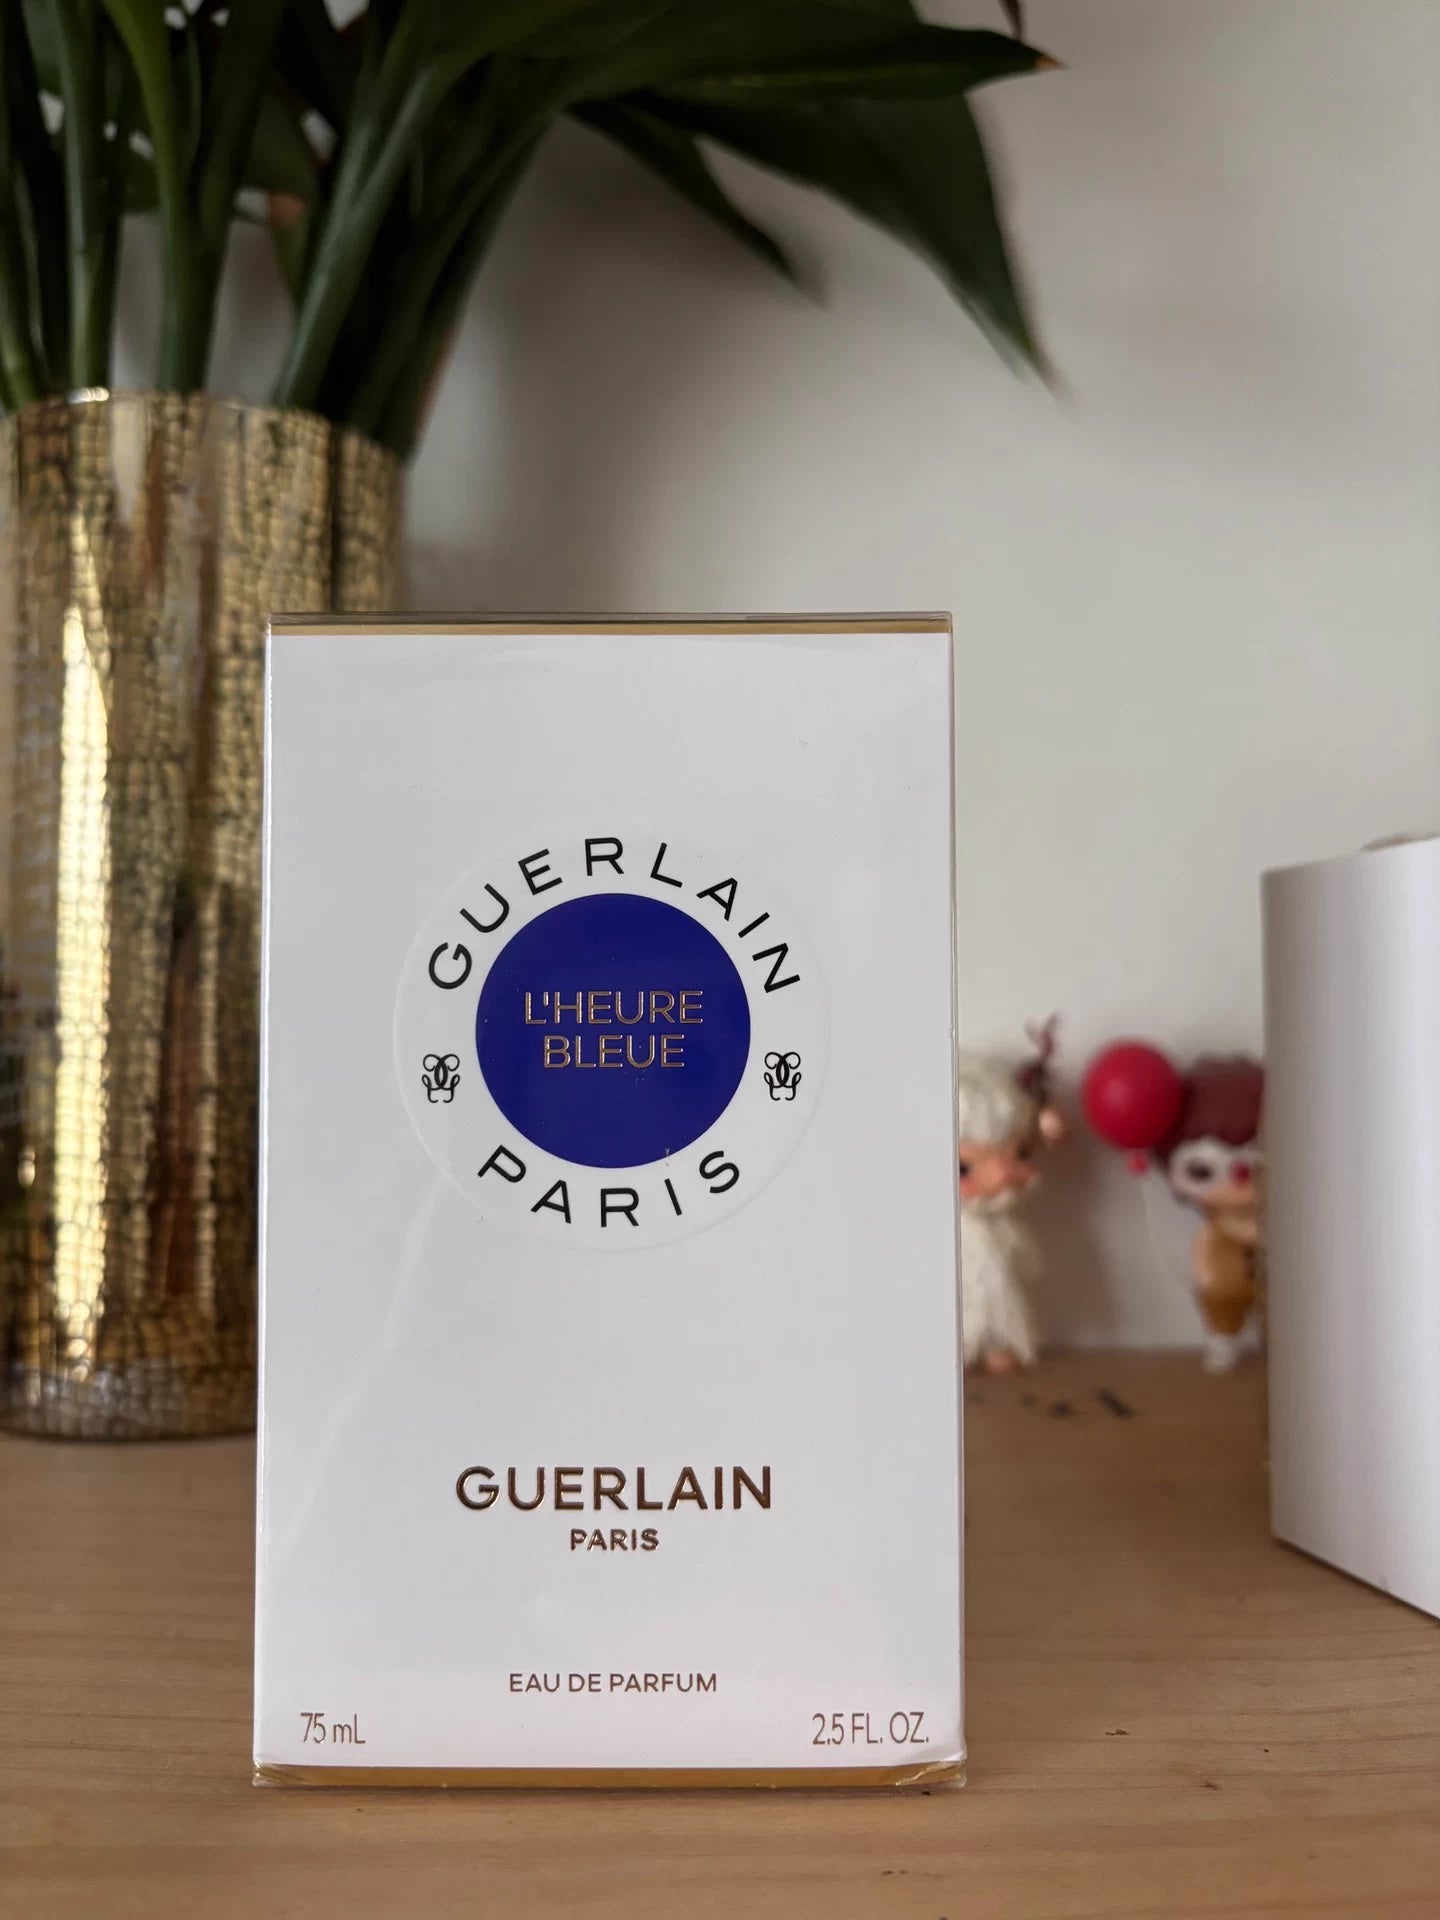 GUERLAIN
L'HEURE
BLEUE
PARIS
GUERLAIN
PARIS
EAU DE PARFUM
75 mL
2.5 FL. OZ.